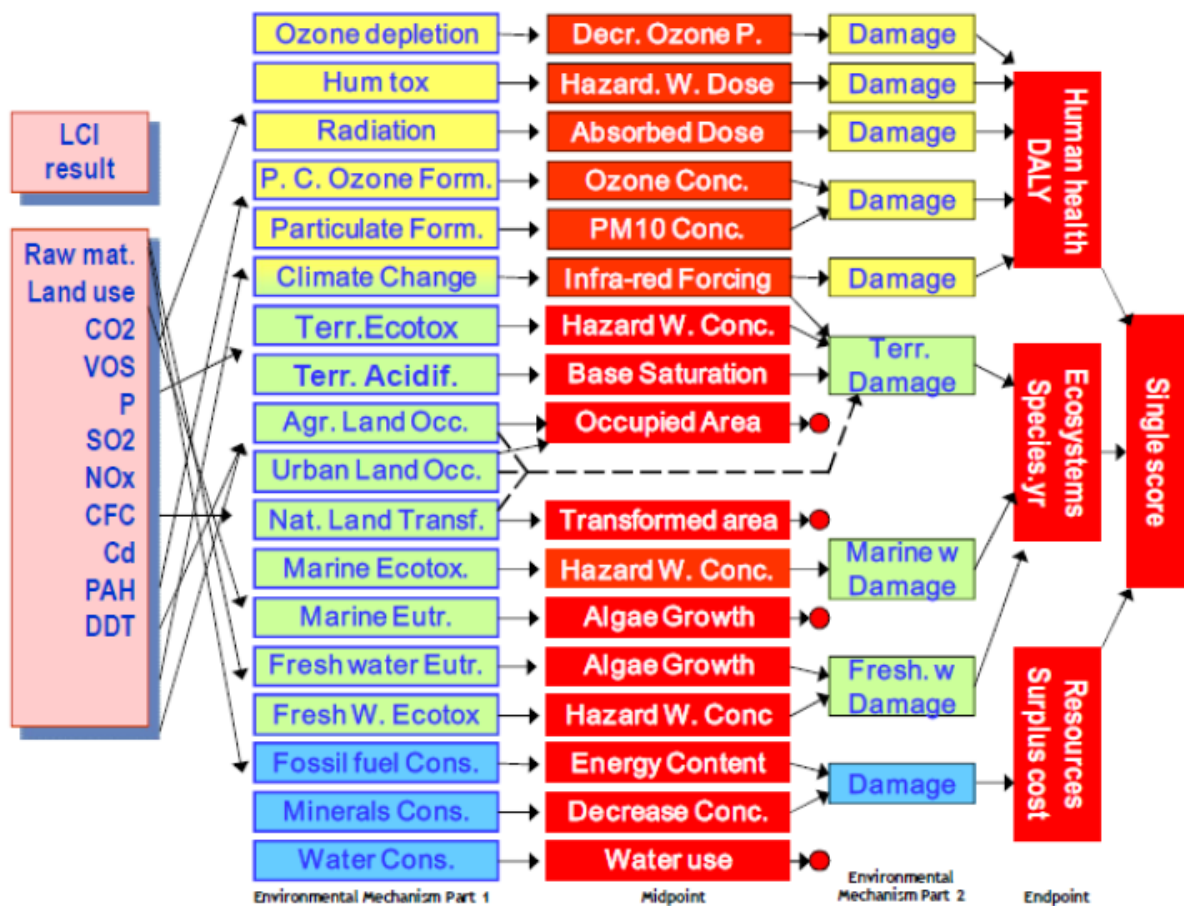 LCI
result
Raw mat.
Land use
CO2
VOS
P
SO2
NOx
CFC
Cd
PAH
DDT
Ozone depletion
Hum tox
Radiation
P. C. Ozone Form.
Particulate Form.
Climate Change
Terr.Ecotox
Terr. Acidif.
Agr. Land Occ.
Urban Land Occ.
Nat. Land Transf.
Marine Ecotox.
Marine Eutr.
Fresh water Eutr.
Fresh W. Ecotox
Fossil fuel Cons.
Minerals Cons.
Water Cons.
Environmental Mechanism Part 1
Decr. Ozone P.
Hazard. W. Dose
Absorbed Dose
Ozone Conc.
PM10 Conc.
Infra-red Forcing
Hazard W. Conc.
Base Saturation
Occupied Area
Transformed area
Hazard W. Conc.
Algae Growth
Algae Growth
Hazard W. Conc
Energy Content
Decrease Conc.
Water use
Midpoint
Damage
Damage
Damage
Damage
Damage
Terr.
Damage
Marine w
Damage
Fresh. w
Damage
Damage
Environmental
Mechanism Part 2
Human health
DALY
Ecosystems
Species.yr
Resources
Surplus cost
Endpoint
Single score